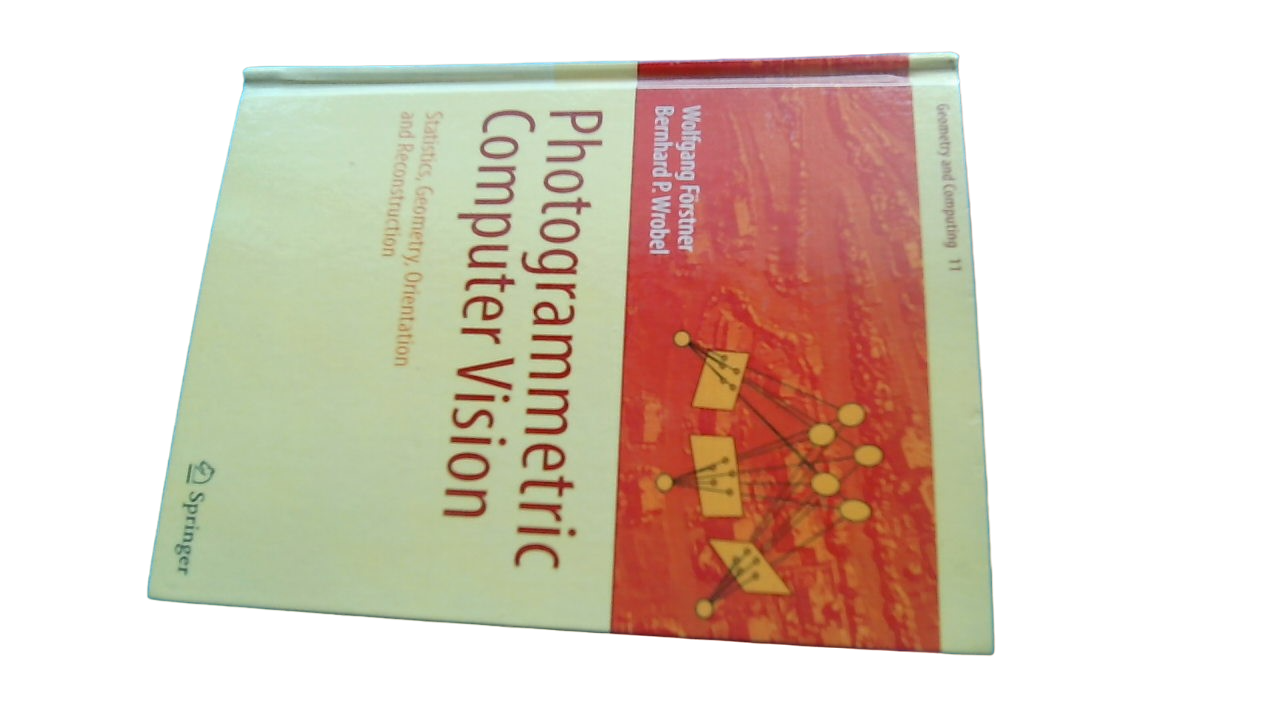 Geometry and Computing 11
Wolfgang Förstner
Bernhard P. Wrobel
Photogrammetric
Computer Vision
Statistics, Geometry, Orientation
and Reconstruction
Springer